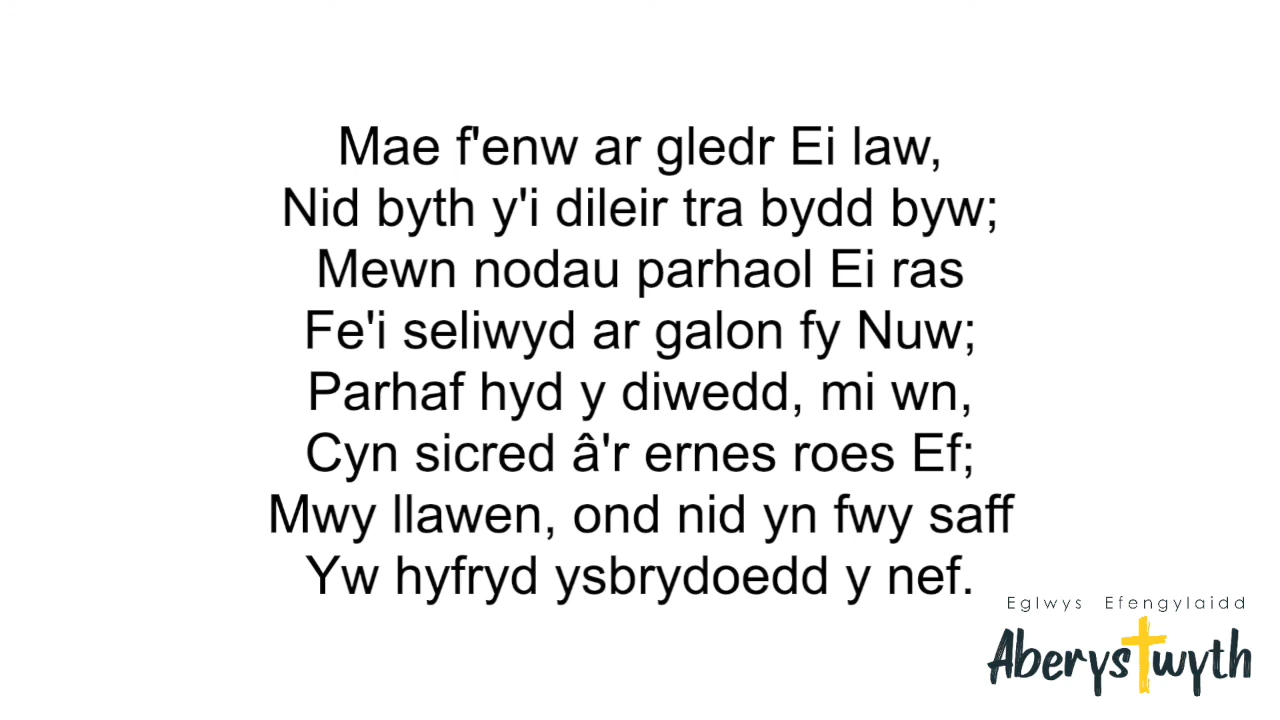 Mae f'enw ar gledr Ei law,
Nid byth y'i dileir tra bydd byw;
Mewn nodau parhaol Ei ras
Fe'i seliwyd ar galon fy Nuw;
Parhaf hyd y diwedd, mi wn,
Cyn sicred â'r ernes roes Ef;
Mwy llawen, ond nid yn fwy saff
Yw hyfryd ysbrydoedd y nef.
Eglwys Efengylaidd
Aberystwyth